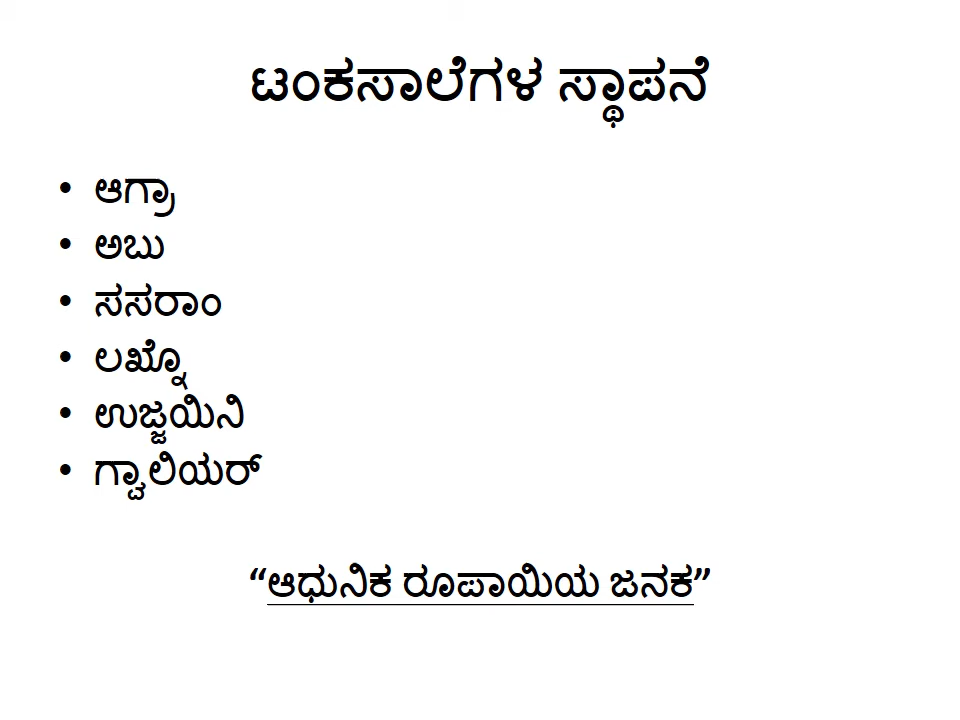 ಟಂಕಸಾಲೆಗಳ ಸ್ಥಾಪನೆ
• ಆಗ್ರಾ
• ಅಬು
• ಸಸರಾಂ
• ಲಖ್ನೊ
• ಉಜ್ಜಯಿನಿ
• ಗ್ವಾಲಿಯರ್
“ಆಧುನಿಕ ರೂಪಾಯಿಯ ಜನಕ”